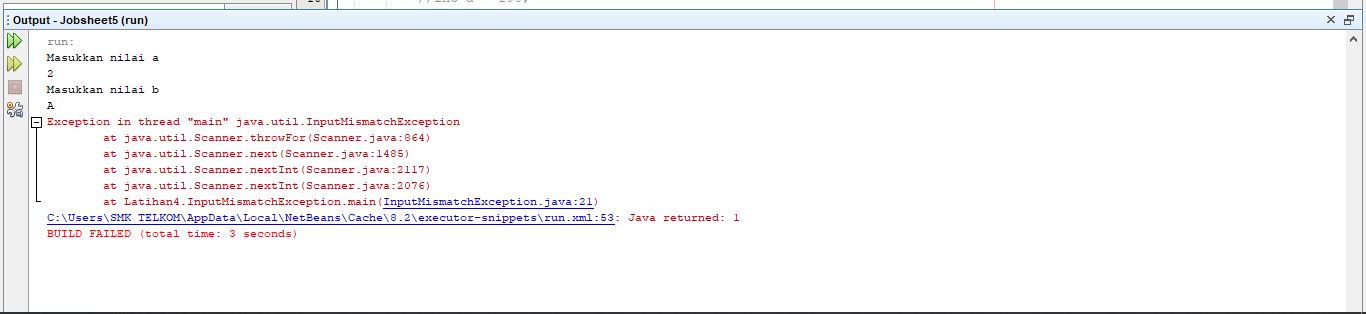 Output - Jobsheet5 (run)
run:
Masukkan nilai a
2
Masukkan nilai b
A
Exception in thread "main" java.util.InputMismatchException
at java.util.Scanner.throwFor(Scanner.java:864)
at java.util.Scanner.next(Scanner.java:1485)
at java.util.Scanner.nextInt(Scanner.java:2117)
at java.util.Scanner.nextInt(Scanner.java:2076)
at Latihan4.InputMismatchException.main(InputMismatchException.java:21)
C:\Users\SMK TELKOM\AppData\Local\NetBeans\Cache\8.2\executor-snippets\run.xml:53: Java returned: 1
BUILD FAILED (total time: 3 seconds)